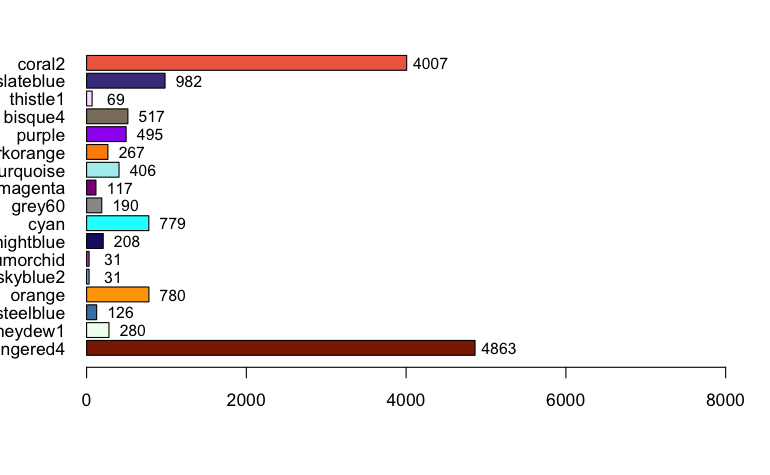 coral2 4007
slateblue 982
thistle1 69
bisque4 517
purple 495
rkorange 267
urquoise 406
magenta 117
grey60 190
cyan 779
nightblue 208
umorchid 31
skyblue2 31
orange 780
steelblue 126
neydew1 280
ngered4 4863
0 2000 4000 6000 8000